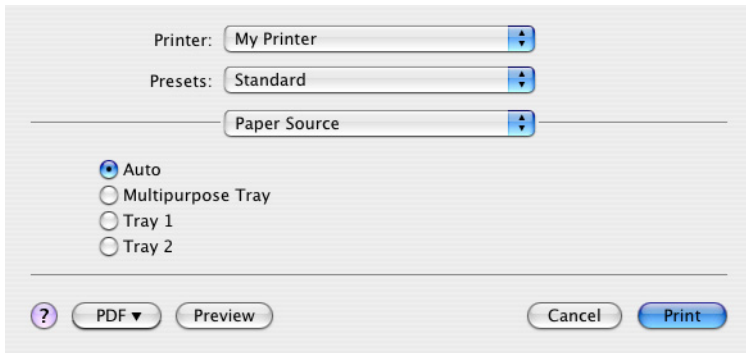 Printer: My Printer
Presets: Standard
Paper Source
Auto
Multipurpose Tray
Tray 1
Tray 2
? PDF ▼ Preview Cancel Print